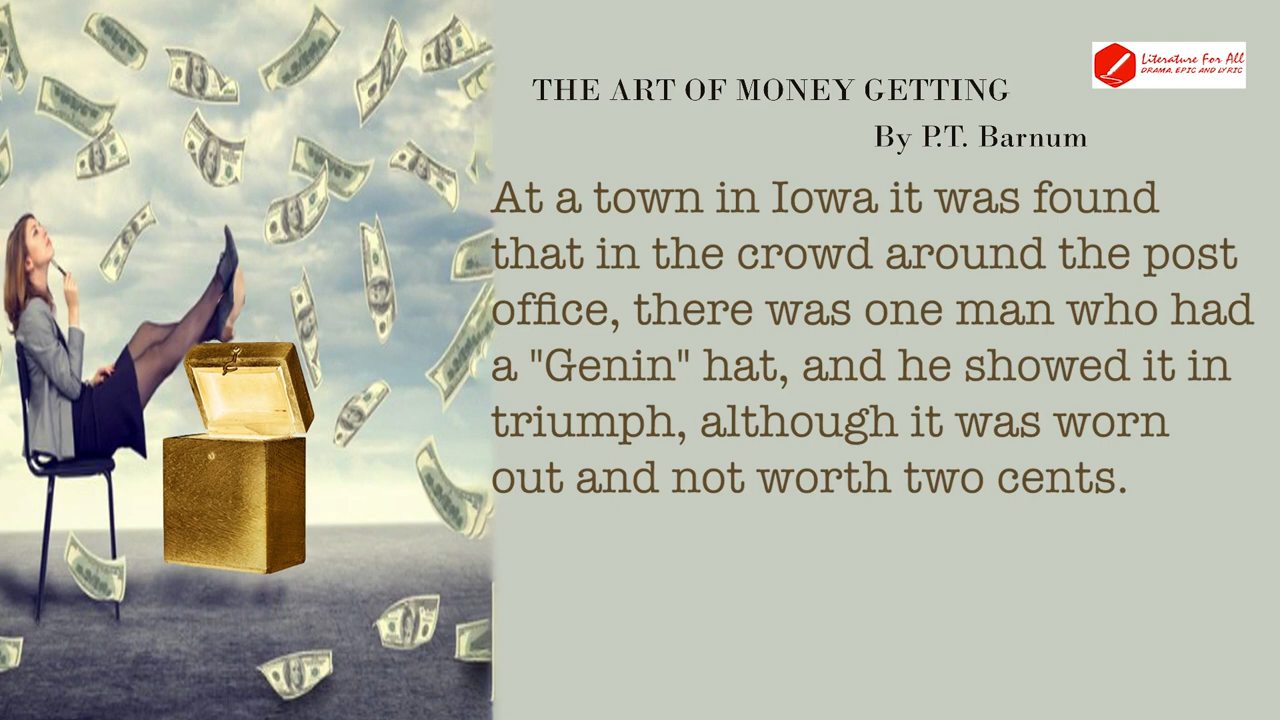 THE ART OF MONEY GETTING
Literature For All
DRAMA, EPIC AND LYRIC
By P.T. Barnum
At a town in Iowa it was found
that in the crowd around the post
office, there was one man who had
a "Genin" hat, and he showed it in
triumph, although it was worn
out and not worth two cents.